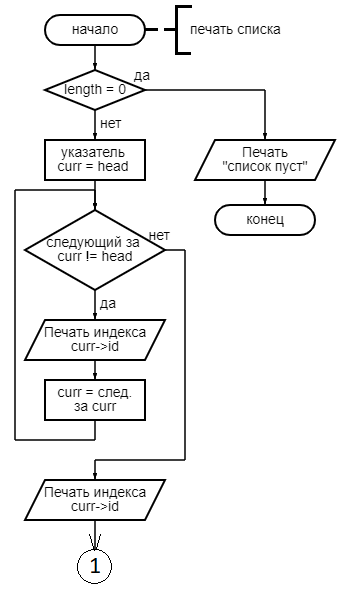 начало
печать списка
length = 0
да
нет
указатель
curr = head
Печать
"список пуст"
конец
следующий за
curr != head
нет
да
Печать индекса
curr->id
curr = след.
за curr
Печать индекса
curr->id
1